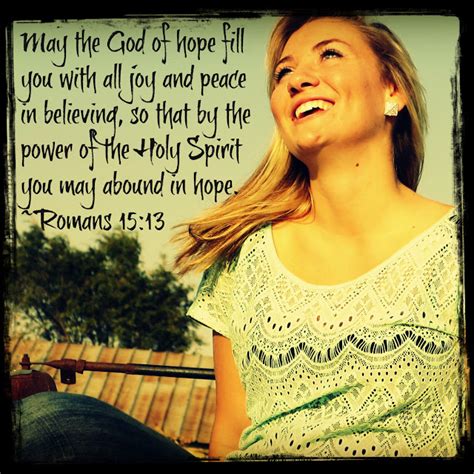 May the God of hope fill
you with all joy and peace
in believing, so that by the
power of the Holy Spirit
you may abound in hope.
~Romans 15:13